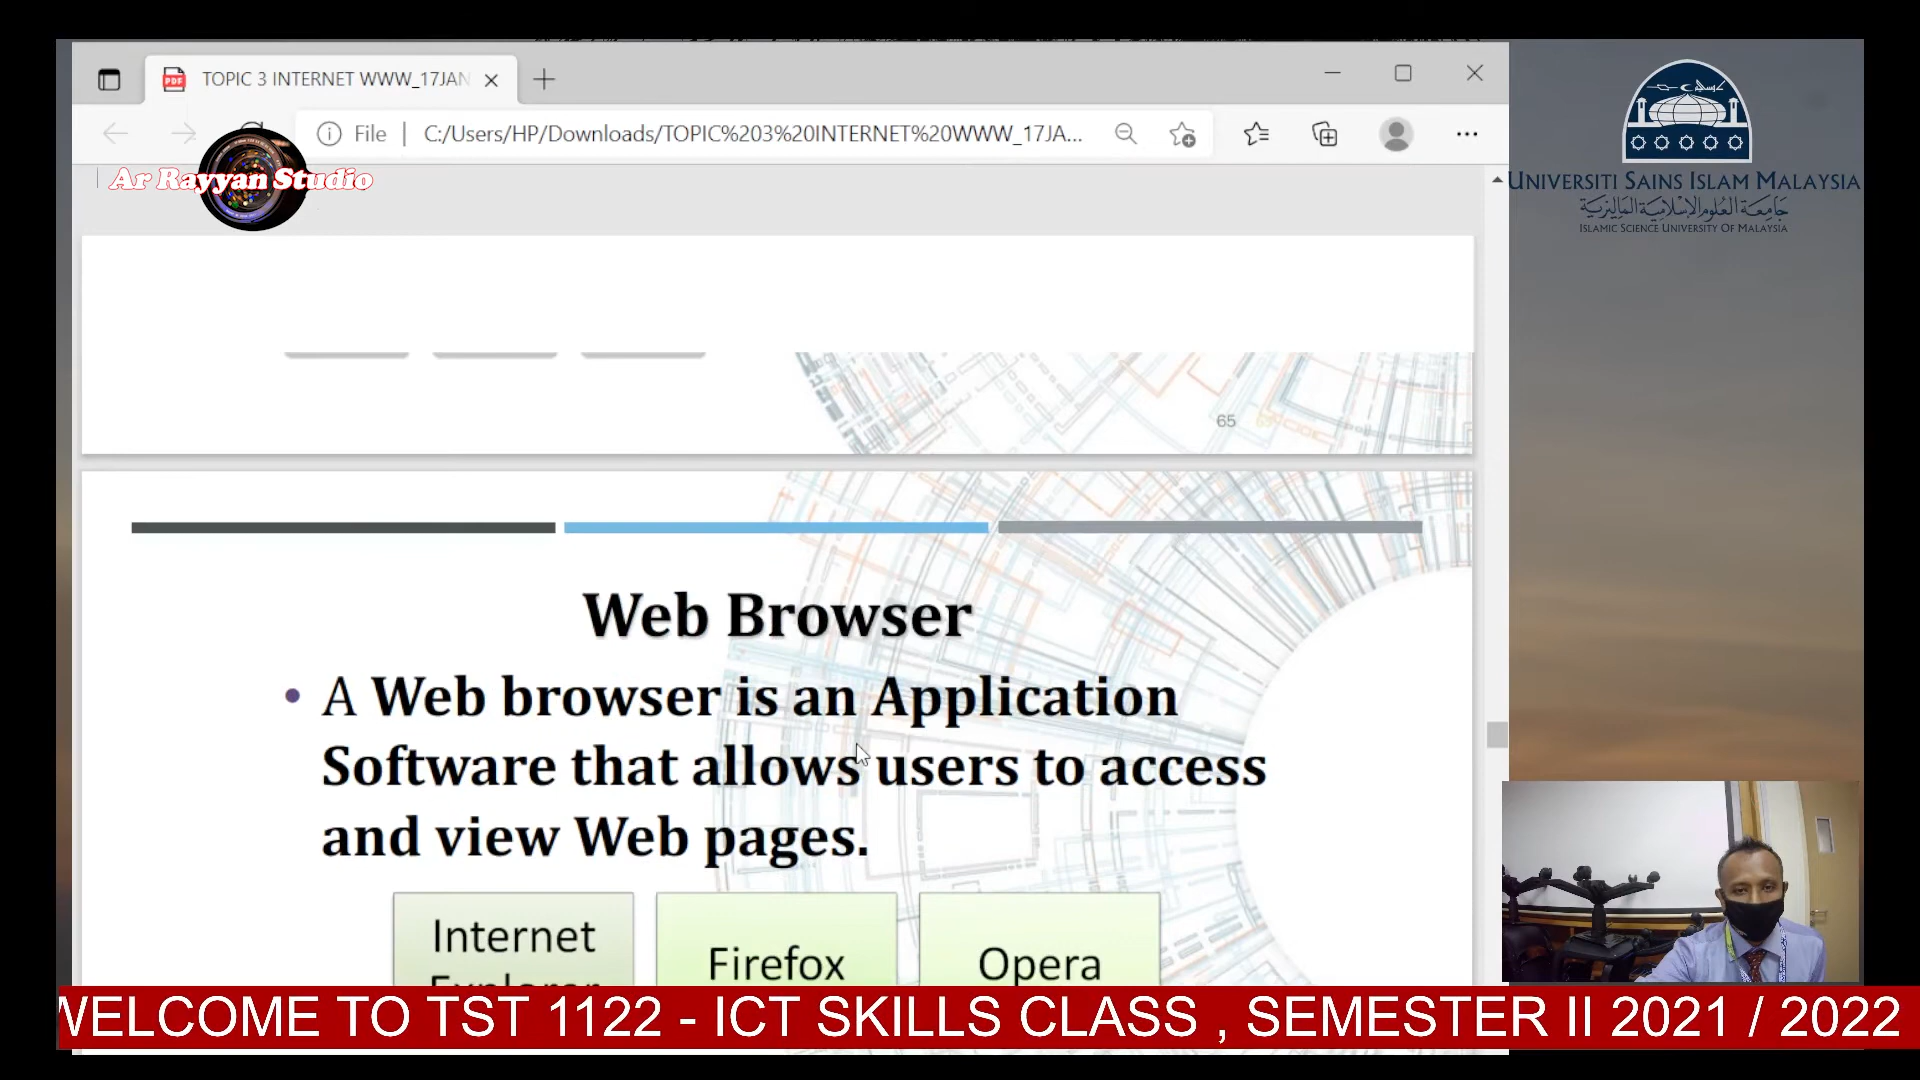 TOPIC 3 INTERNET WWW_17JAN
File
C:/Users/HP/Downloads/TOPIC%203%20INTERNET%20WWW_17JA...
Ar Rayyan Studio
UNIVERSITI SAINS ISLAM MALAYSIA
جامعة العلوم الإسلامية الماليزية
ISLAMIC SCIENCE UNIVERSITY OF MALAYSIA
65
Web Browser
• A Web browser is an Application
Software that allows users to access
and view Web pages.
Internet
Explorer
Firefox
Opera
WELCOME TO TST 1122 - ICT SKILLS CLASS , SEMESTER II 2021 / 2022